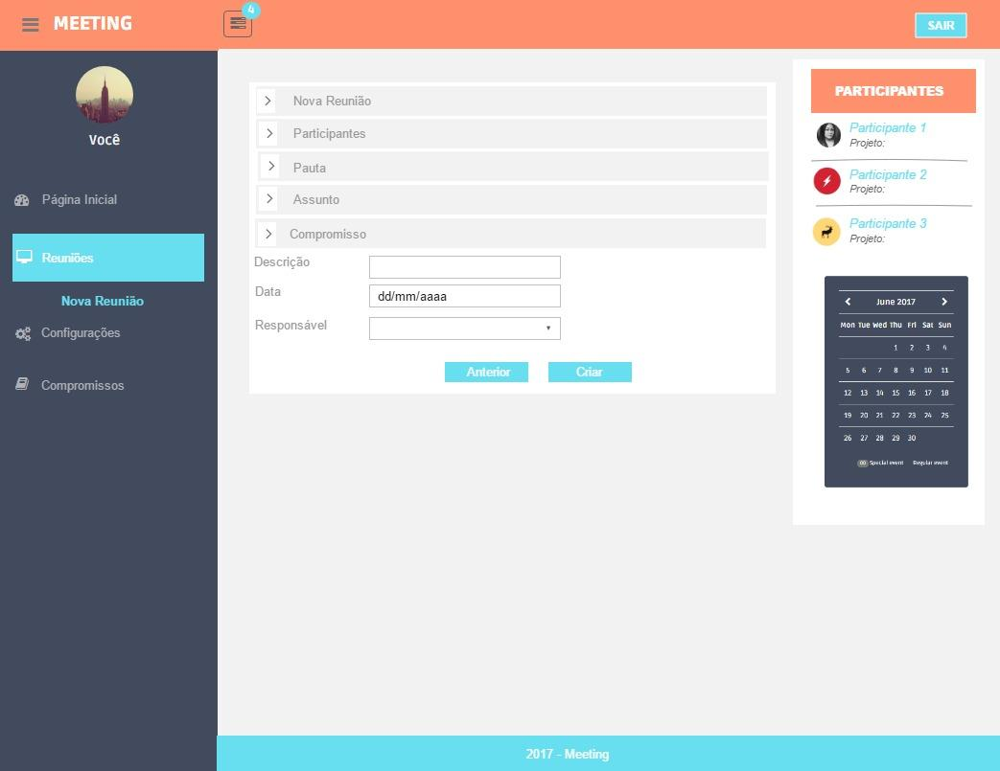 MEETING
4
SAIR
Você
Página Inicial
Reuniões
Nova Reunião
Configurações
Compromissos
Nova Reunião
Participantes
Pauta
Assunto
Compromisso
Descrição
Data
dd/mm/aaaa
Responsável
Anterior
Criar
PARTICIPANTES
Participante 1
Projeto:
Participante 2
Projeto:
Participante 3
Projeto:
June 2017
Mon Tue Wed Thu Fri Sat Sun
1 2 3 4
5 6 7 8 9 10 11
12 13 14 15 16 17 18
19 20 21 22 23 24 25
26 27 28 29 30
00 Special event Regular event
2017 - Meeting